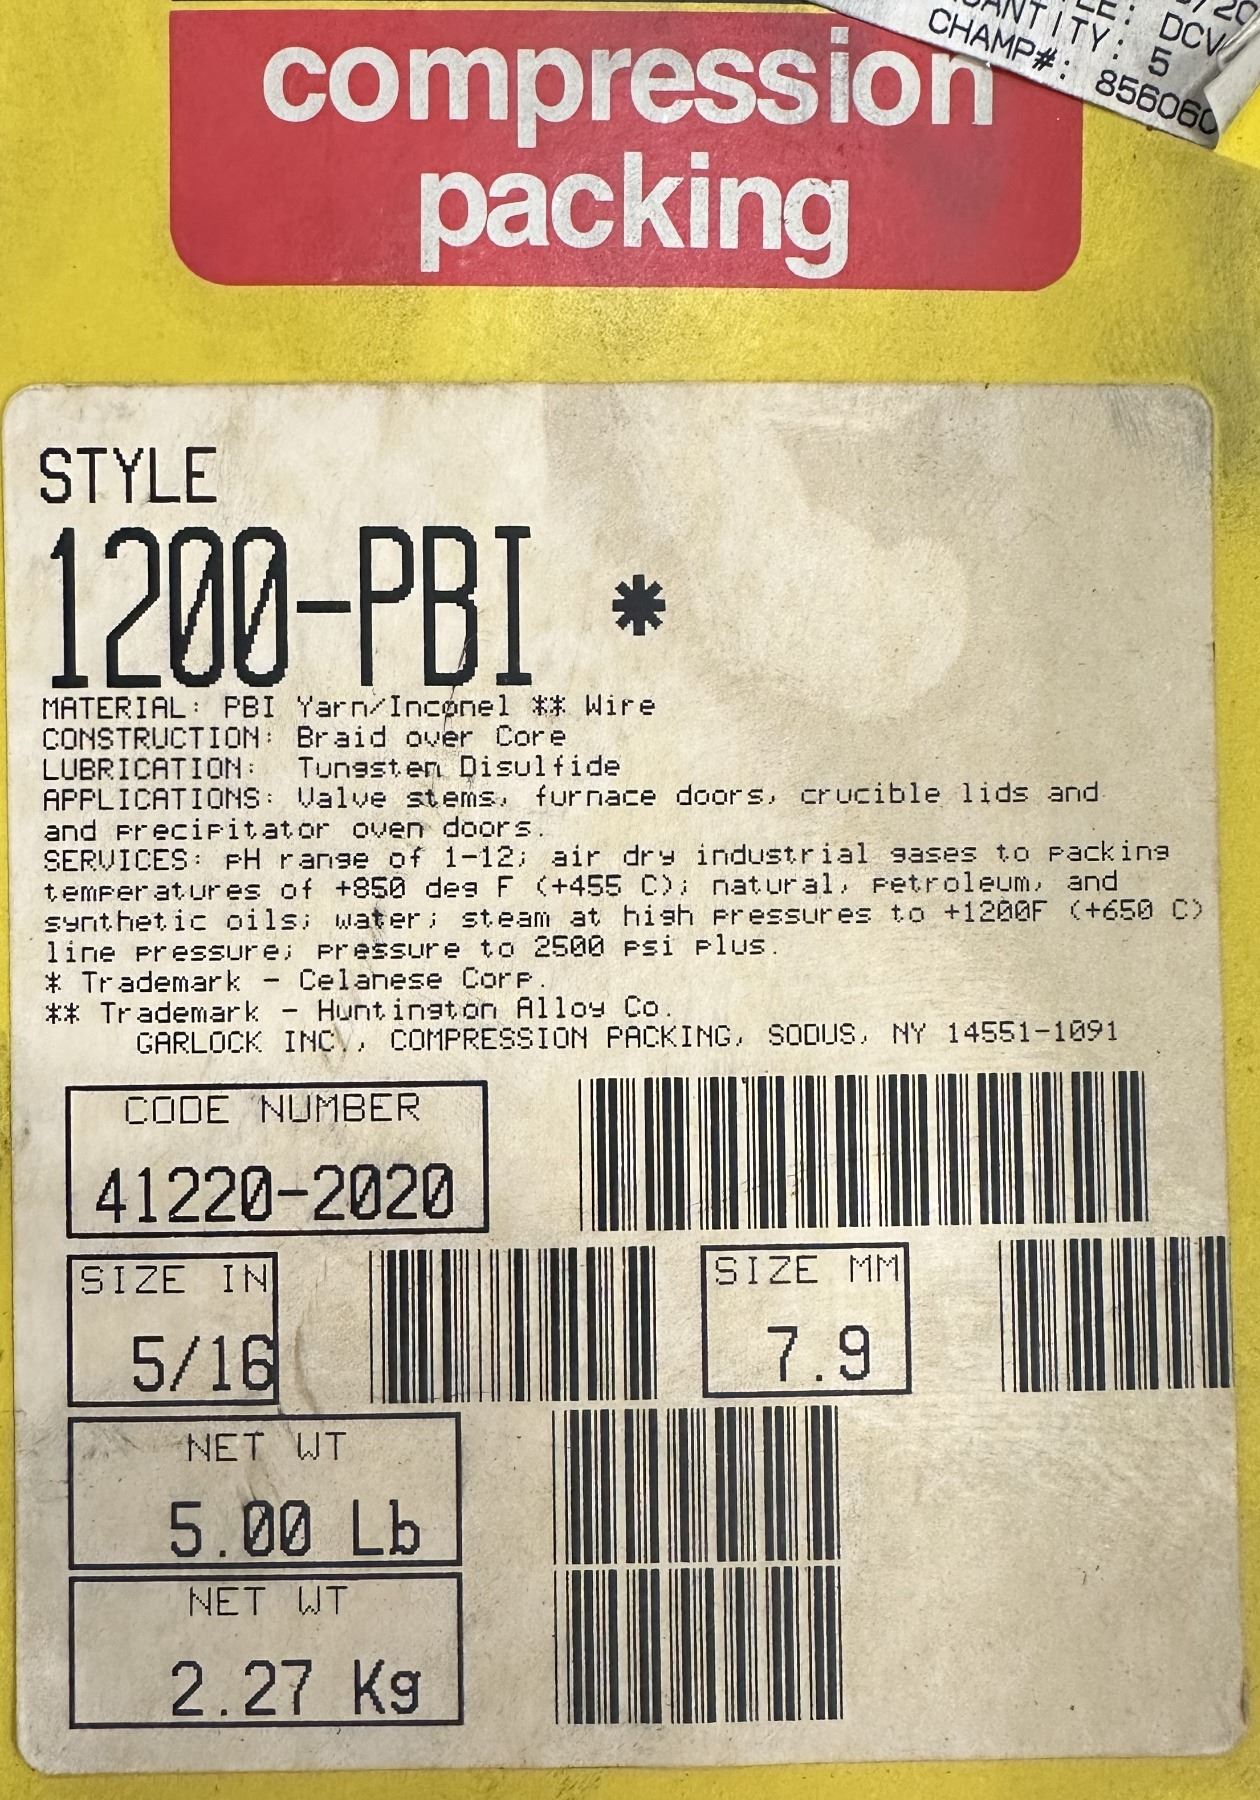 compression
packing
QUANTITY: 5
CHAMP#: 856060
STYLE
1200-PBI *
MATERIAL: PBI Yarn/Inconel ** Wire
CONSTRUCTION: Braid over Core
LUBRICATION: Tungsten Disulfide
APPLICATIONS: Valve stems, furnace doors, crucible lids and
and precipitator oven doors.
SERVICES: pH range of 1-12; air dry industrial gases to packing
temperatures of +850 deg F (+455 C); natural, petroleum, and
synthetic oils; water; steam at high pressures to +1200F (+650 C)
line pressure; pressure to 2500 psi plus.
* Trademark - Celanese Corp.
** Trademark - Huntington Alloy Co.
GARLOCK INC., COMPRESSION PACKING, SODUS, NY 14551-1091
CODE NUMBER
41220-2020
SIZE IN
5/16
SIZE MM
7.9
NET WT
5.00 Lb
NET WT
2.27 Kg